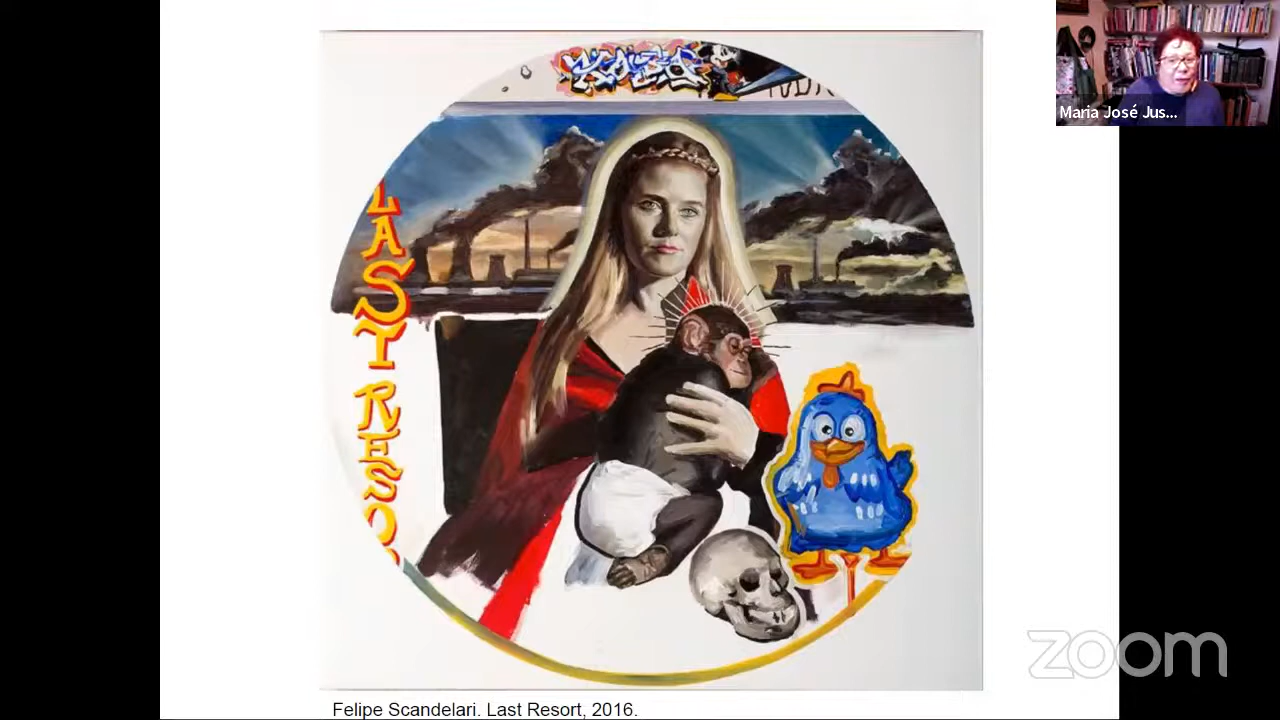 LAST RESO
Maria José Jus...
zoom
Felipe Scandelari. Last Resort, 2016.